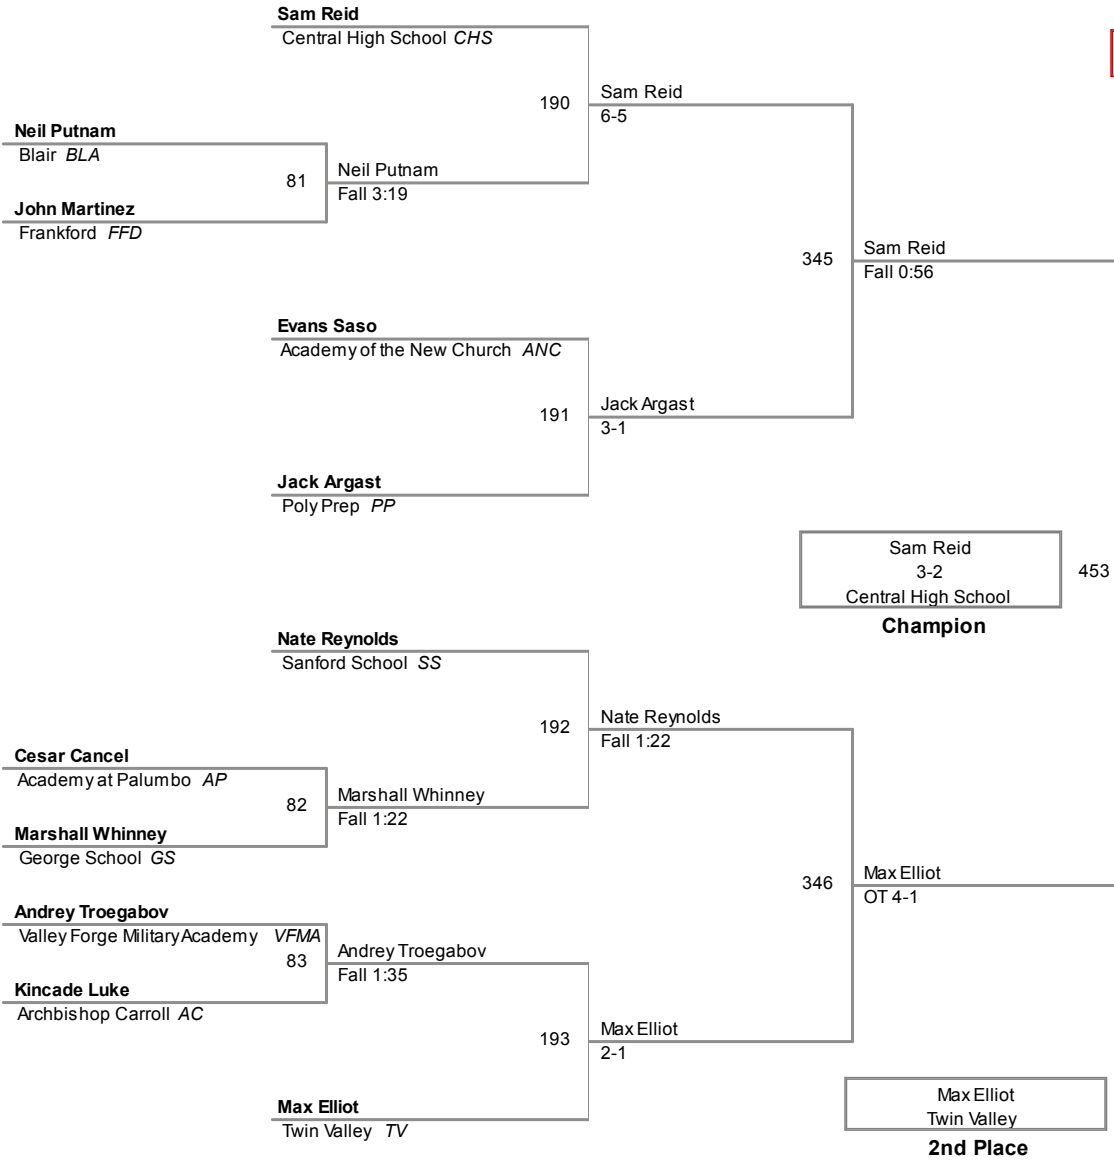 Sam Reid
Central High School CHS
190
Sam Reid
6-5
Neil Putnam
Blair BLA
81
Neil Putnam
Fall 3:19
John Martinez
Frankford FFD
345
Sam Reid
Fall 0:56
Evans Saso
Academy of the New Church ANC
191
Jack Argast
3-1
Jack Argast
Poly Prep PP
Sam Reid
3-2
Central High School
453
Champion
Nate Reynolds
Sanford School SS
192
Nate Reynolds
Fall 1:22
Cesar Cancel
Academy at Palumbo AP
82
Marshall Whinney
Fall 1:22
Marshall Whinney
George School GS
346
Max Elliot
OT 4-1
Andrey Troegabov
Valley Forge Military Academy VFMA
83
Andrey Troegabov
Fall 1:35
Kincade Luke
Archbishop Carroll AC
193
Max Elliot
2-1
Max Elliot
Twin Valley TV
Max Elliot
Twin Valley
2nd Place